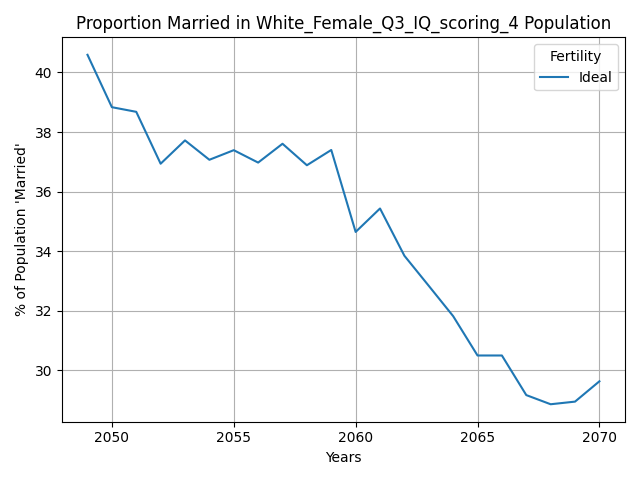 Proportion Married in White_Female_Q3_IQ_scoring_4 Population
% of Population 'Married'
40
38
36
34
32
30
Fertility
Ideal
2050 2055 2060 2065 2070
Years